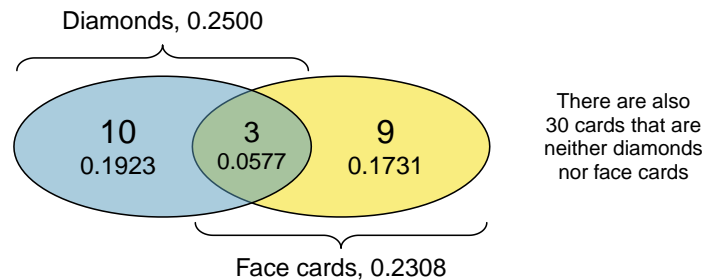 Diamonds, 0.2500
10
0.1923
3
0.0577
9
0.1731
There are also
30 cards that are
neither diamonds
nor face cards
Face cards, 0.2308